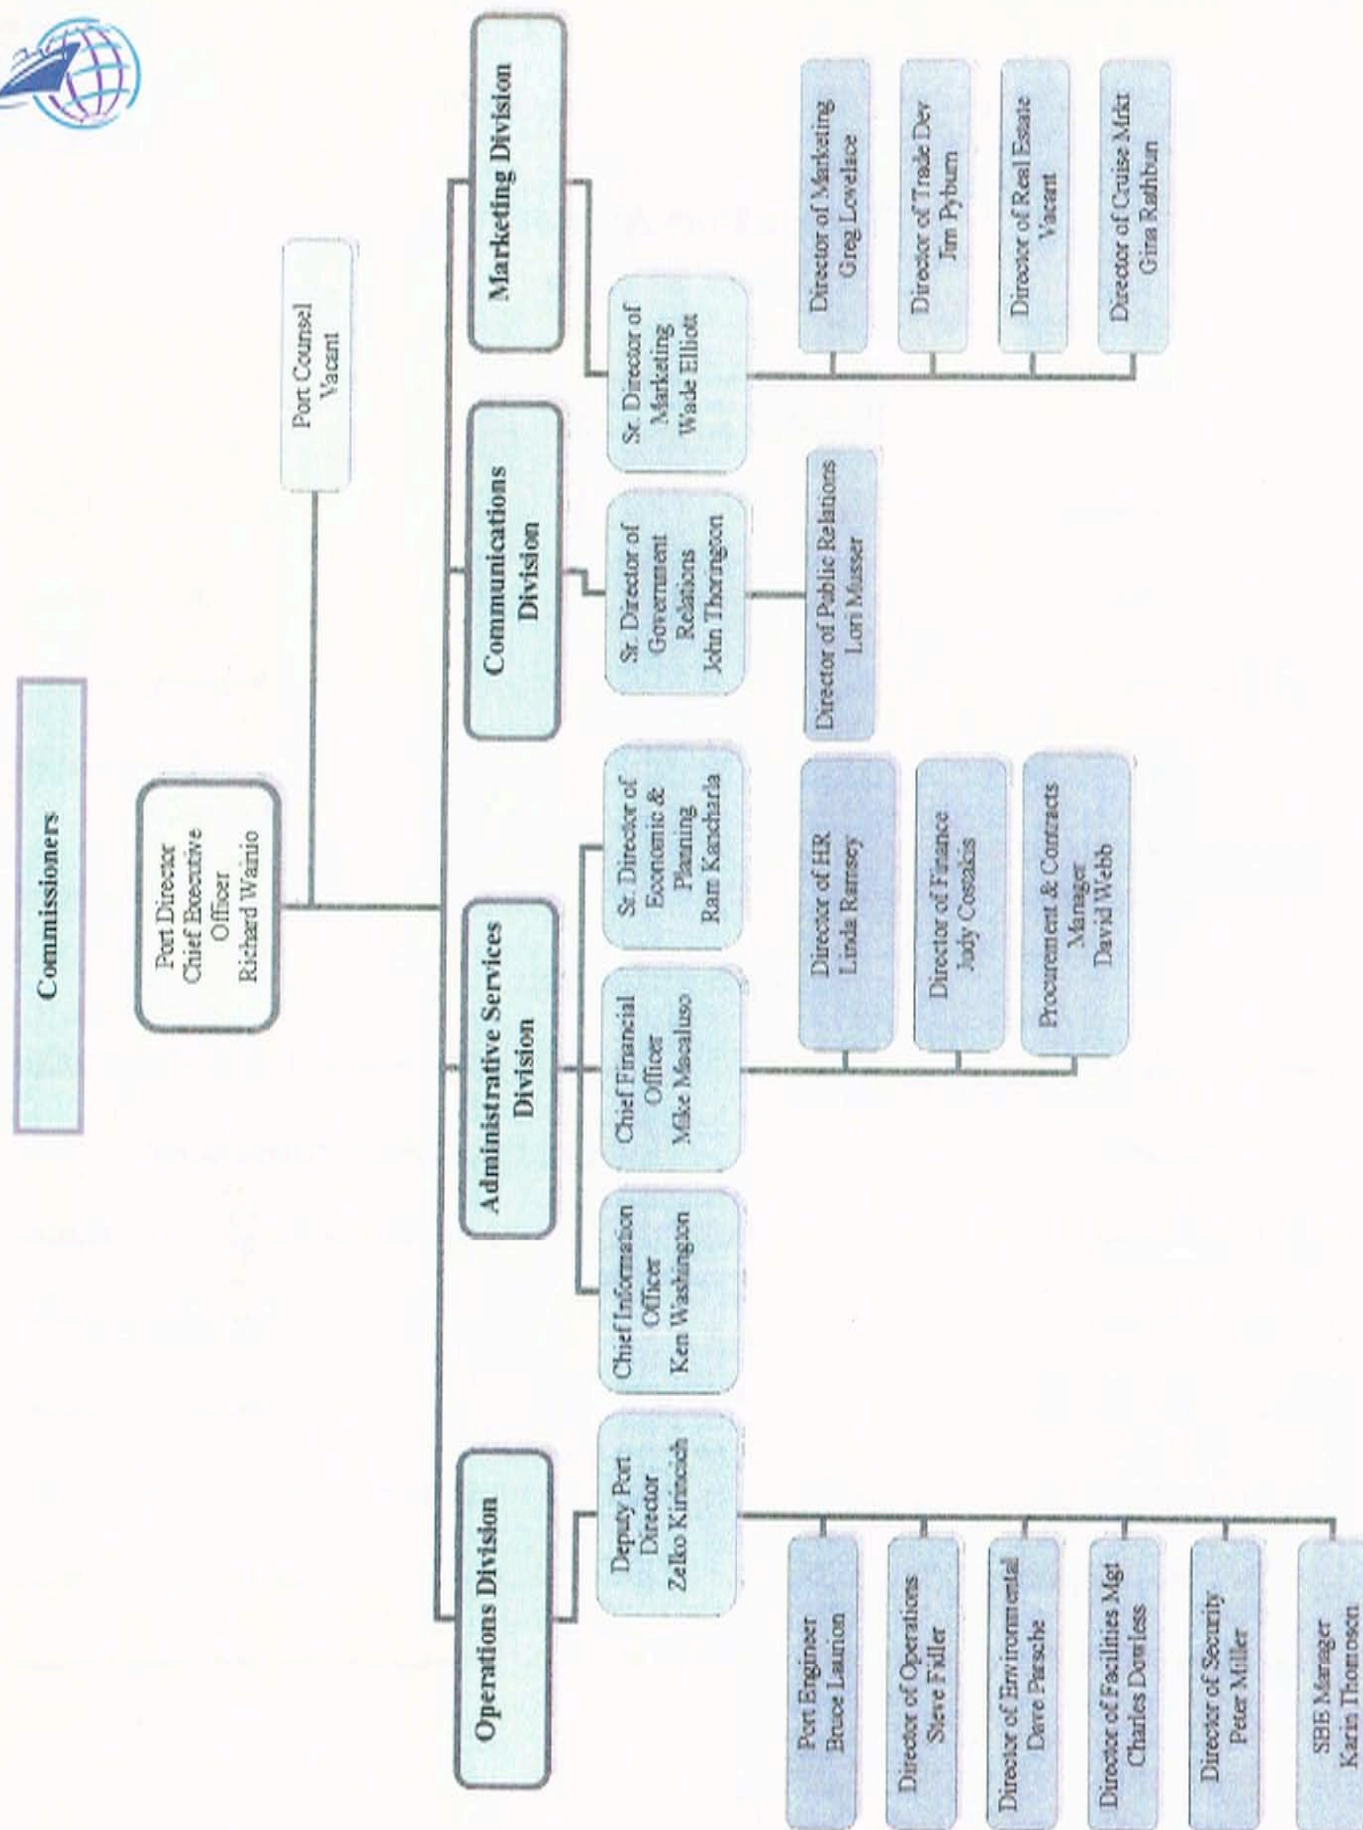 Commissioners
Port Director
Chief Executive
Officer
Richard Wainio
Port Counsel
Vacant
Operations Division
Administrative Services
Division
Communications
Division
Marketing Division
Deputy Port
Director
Zelko Kirincich
Chief Information
Officer
Ken Washington
Chief Financial
Officer
Mike Macaluso
Sr. Director of
Economic &
Planning
Ram Kancharla
Sr. Director of
Government
Relations
John Thorington
Sr. Director of
Marketing
Wade Elliott
Port Engineer
Bruce Laurion
Director of Operations
Steve Fidler
Director of Environmental
Dave Parsche
Director of Facilities Mgt
Charles Dowless
Director of Security
Peter Miller
SBE Manager
Karin Thomoson
Director of HR
Linda Ramsey
Director of Finance
Judy Costakis
Procurement & Contracts
Manager
David Webb
Director of Public Relations
Lori Musser
Director of Marketing
Greg Lovelace
Director of Trade Dev
Jim Pyburn
Director of Real Estate
Vacant
Director of Cruise Mrkt
Gina Rathbun